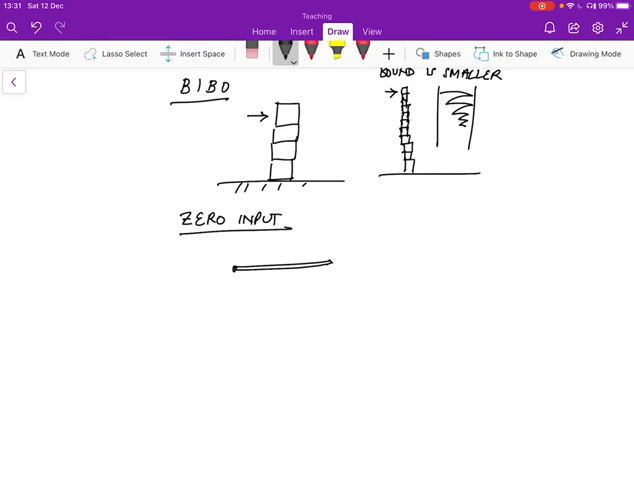 13:31 Sat 12 Dec
99%
Teaching
Home Insert Draw View
A Text Mode Lasso Select Insert Space Shapes Ink to Shape Drawing Mode
BOUND IS SMALLER
BIBO
ZERO INPUT